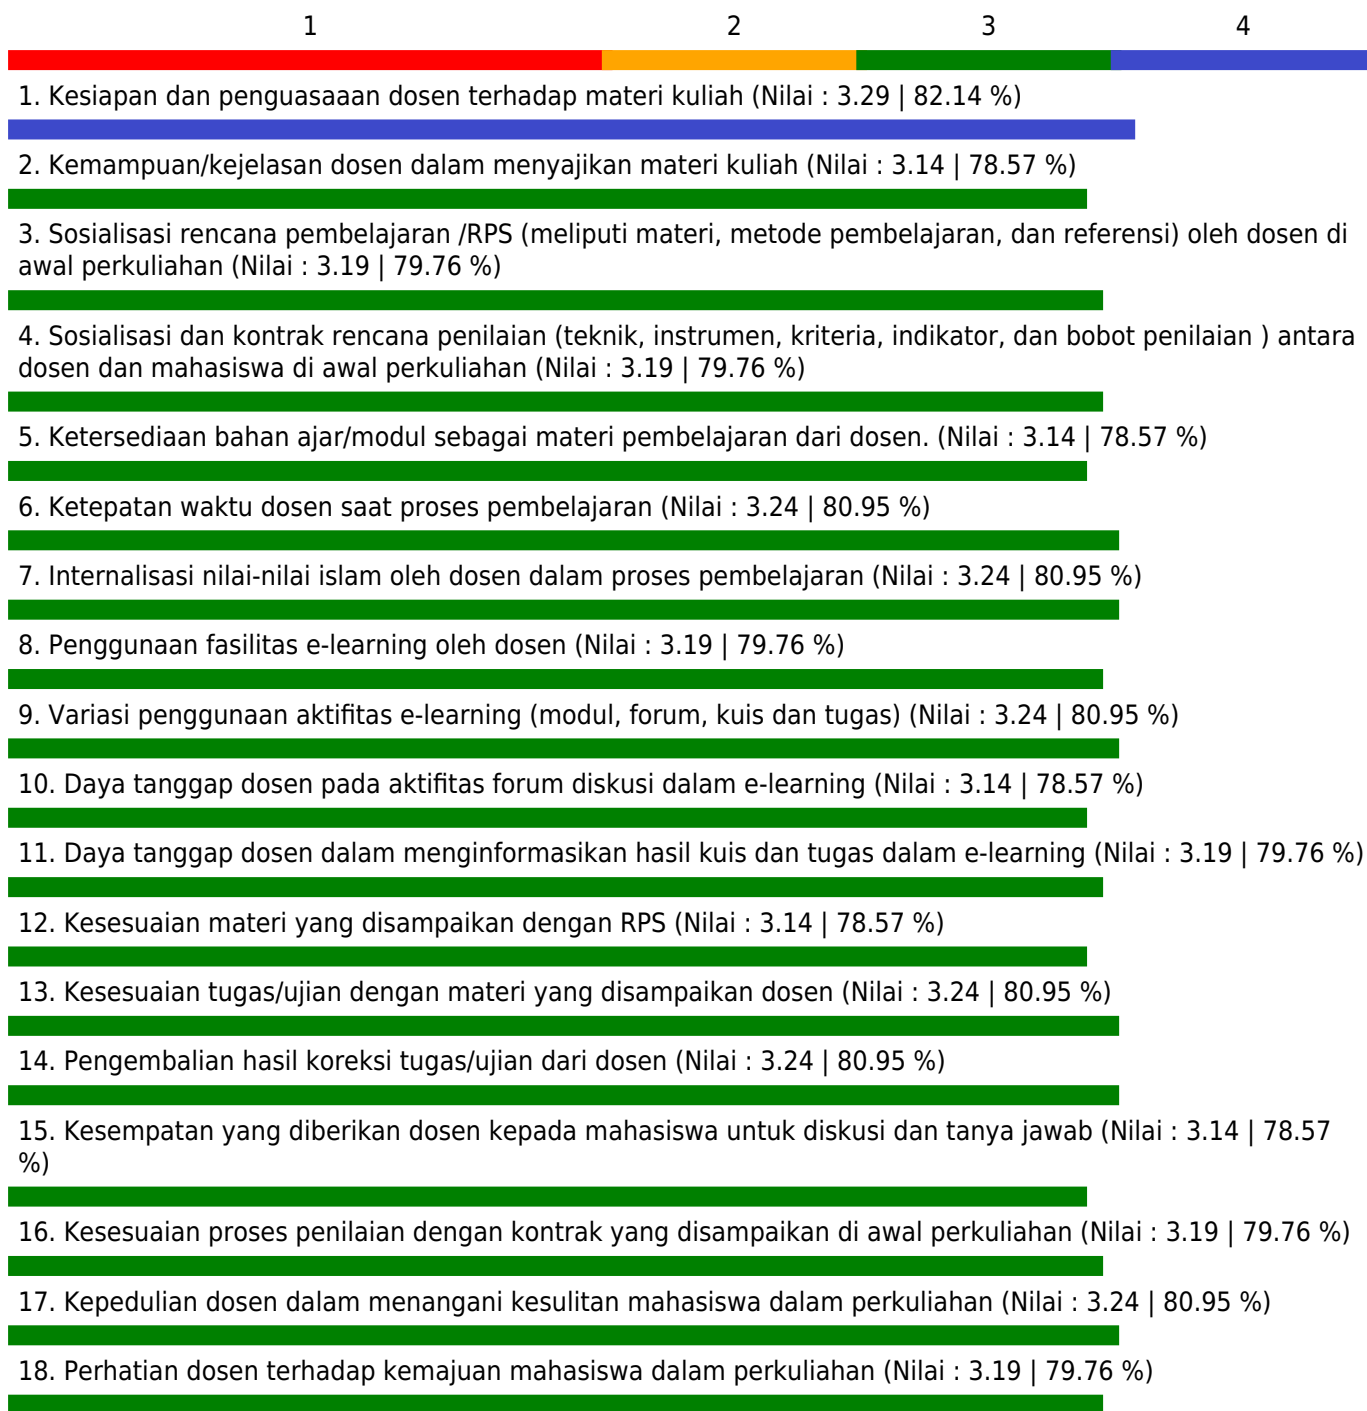 1 2 3 4
1. Kesiapan dan penguasaaan dosen terhadap materi kuliah (Nilai : 3.29 | 82.14 %)
2. Kemampuan/kejelasan dosen dalam menyajikan materi kuliah (Nilai : 3.14 | 78.57 %)
3. Sosialisasi rencana pembelajaran /RPS (meliputi materi, metode pembelajaran, dan referensi) oleh dosen di
awal perkuliahan (Nilai : 3.19 | 79.76 %)
4. Sosialisasi dan kontrak rencana penilaian (teknik, instrumen, kriteria, indikator, dan bobot penilaian ) antara
dosen dan mahasiswa di awal perkuliahan (Nilai : 3.19 | 79.76 %)
5. Ketersediaan bahan ajar/modul sebagai materi pembelajaran dari dosen. (Nilai : 3.14 | 78.57 %)
6. Ketepatan waktu dosen saat proses pembelajaran (Nilai : 3.24 | 80.95 %)
7. Internalisasi nilai-nilai islam oleh dosen dalam proses pembelajaran (Nilai : 3.24 | 80.95 %)
8. Penggunaan fasilitas e-learning oleh dosen (Nilai : 3.19 | 79.76 %)
9. Variasi penggunaan aktifitas e-learning (modul, forum, kuis dan tugas) (Nilai : 3.24 | 80.95 %)
10. Daya tanggap dosen pada aktifitas forum diskusi dalam e-learning (Nilai : 3.14 | 78.57 %)
11. Daya tanggap dosen dalam menginformasikan hasil kuis dan tugas dalam e-learning (Nilai : 3.19 | 79.76 %)
12. Kesesuaian materi yang disampaikan dengan RPS (Nilai : 3.14 | 78.57 %)
13. Kesesuaian tugas/ujian dengan materi yang disampaikan dosen (Nilai : 3.24 | 80.95 %)
14. Pengembalian hasil koreksi tugas/ujian dari dosen (Nilai : 3.24 | 80.95 %)
15. Kesempatan yang diberikan dosen kepada mahasiswa untuk diskusi dan tanya jawab (Nilai : 3.14 | 78.57
%)
16. Kesesuaian proses penilaian dengan kontrak yang disampaikan di awal perkuliahan (Nilai : 3.19 | 79.76 %)
17. Kepedulian dosen dalam menangani kesulitan mahasiswa dalam perkuliahan (Nilai : 3.24 | 80.95 %)
18. Perhatian dosen terhadap kemajuan mahasiswa dalam perkuliahan (Nilai : 3.19 | 79.76 %)